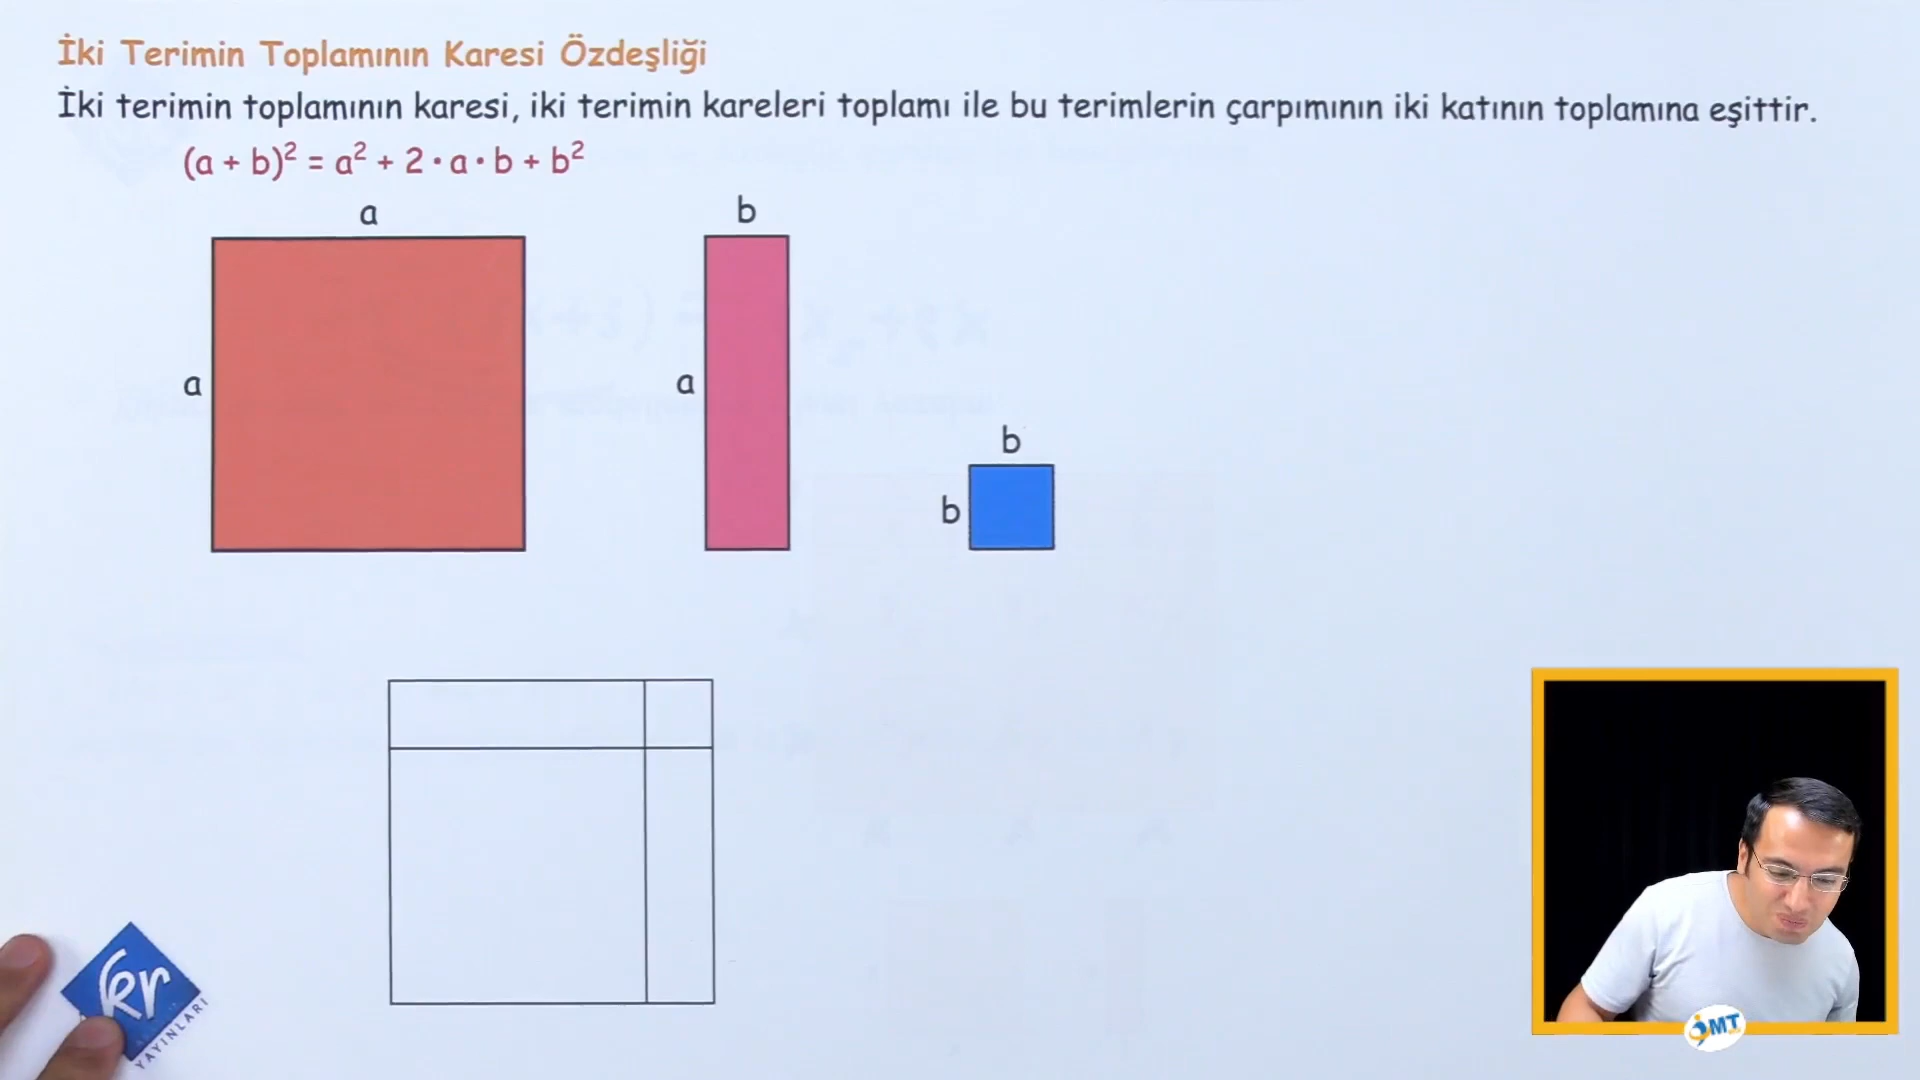 İki Terimin Toplamının Karesi Özdeşliği
İki terimin toplamının karesi, iki terimin kareleri toplamı ile bu terimlerin çarpımının iki katının toplamına eşittir.
(a + b)² = a² + 2 · a · b + b²
a
b
a
a
b
b
kr
YAYINLARI
MT